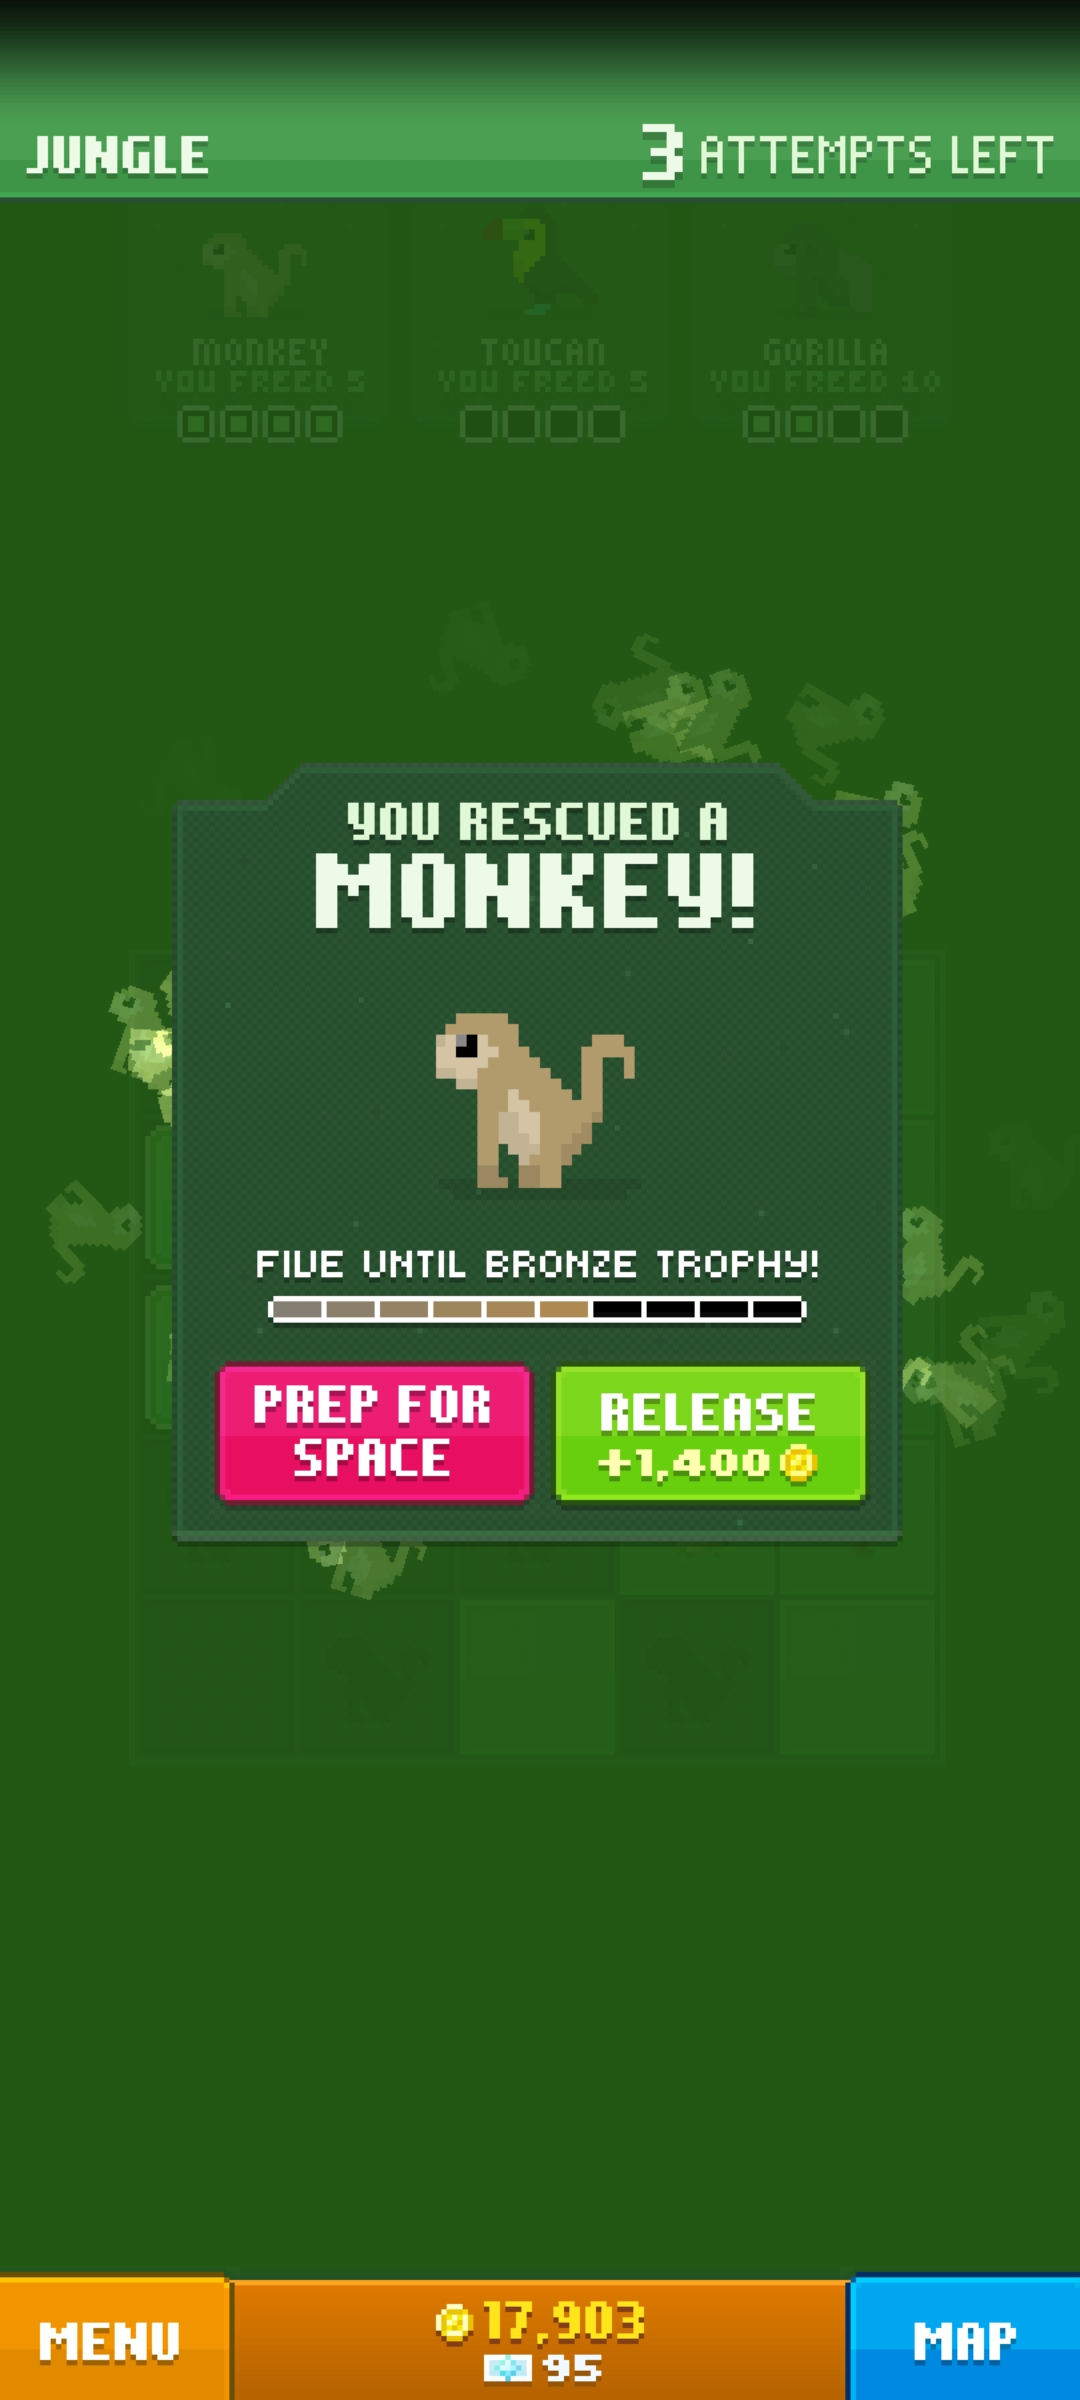 JUNGLE
3 ATTEMPTS LEFT
MONKEY
YOU FREED 5
TOUCAN
YOU FREED 5
GORILLA
YOU FREED 10
YOU RESCUED A
MONKEY!
FIVE UNTIL BRONZE TROPHY!
PREP FOR
SPACE
RELEASE
+1,400
MENU
17,903
95
MAP